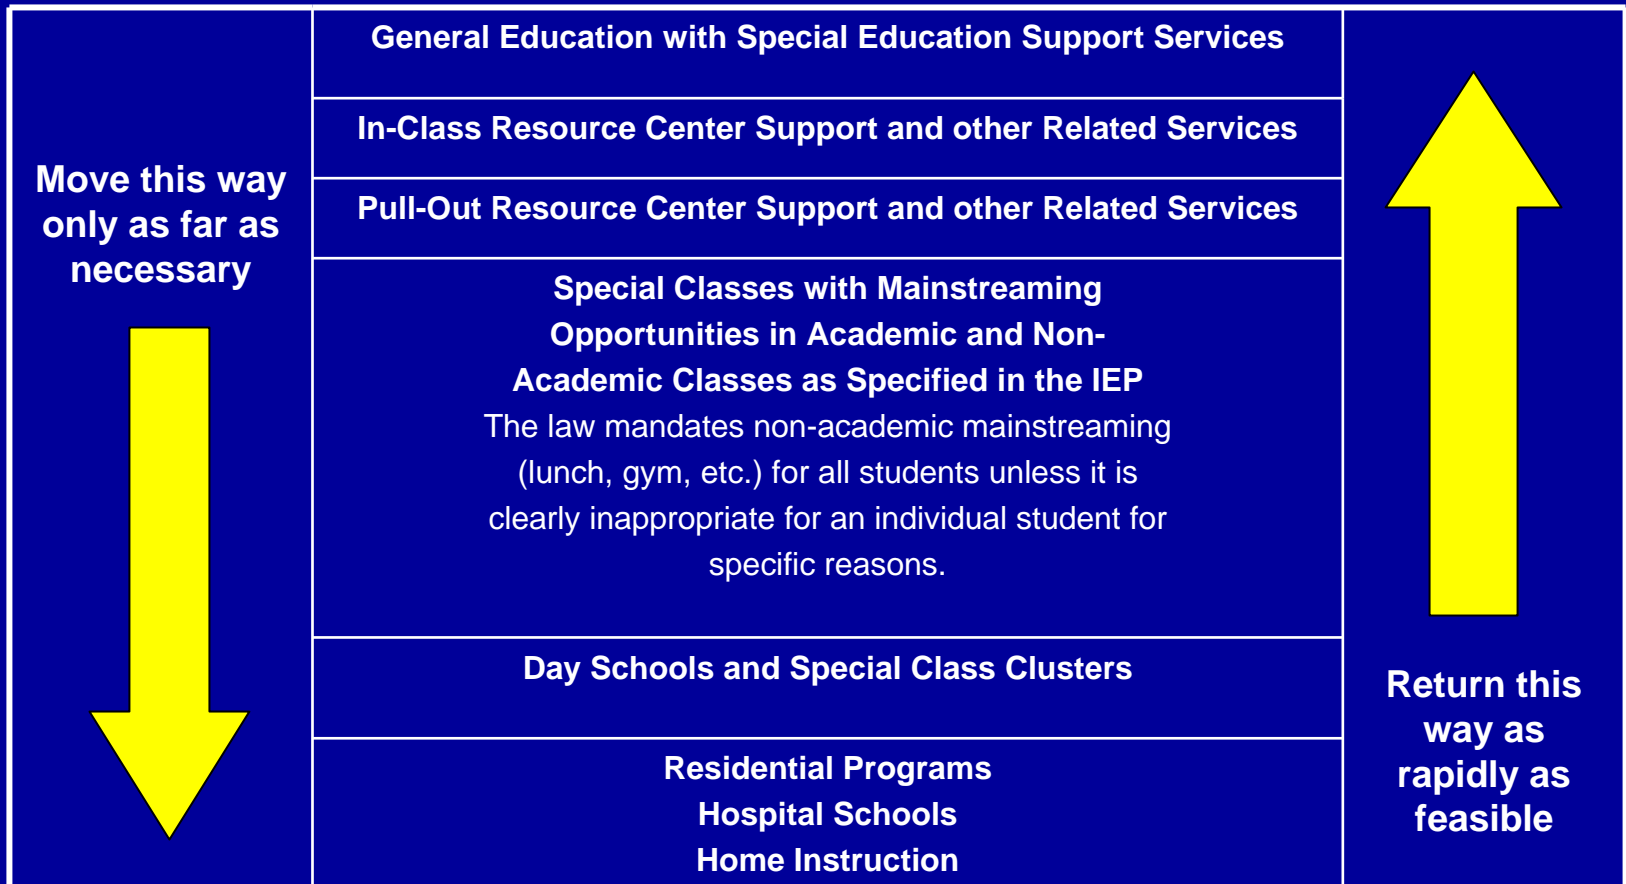 Move this way
only as far as
necessary
General Education with Special Education Support Services
In-Class Resource Center Support and other Related Services
Pull-Out Resource Center Support and other Related Services
Special Classes with Mainstreaming
Opportunities in Academic and Non-
Academic Classes as Specified in the IEP
The law mandates non-academic mainstreaming
(lunch, gym, etc.) for all students unless it is
clearly inappropriate for an individual student for
specific reasons.
Day Schools and Special Class Clusters
Residential Programs
Hospital Schools
Home Instruction
Return this
way as
rapidly as
feasible